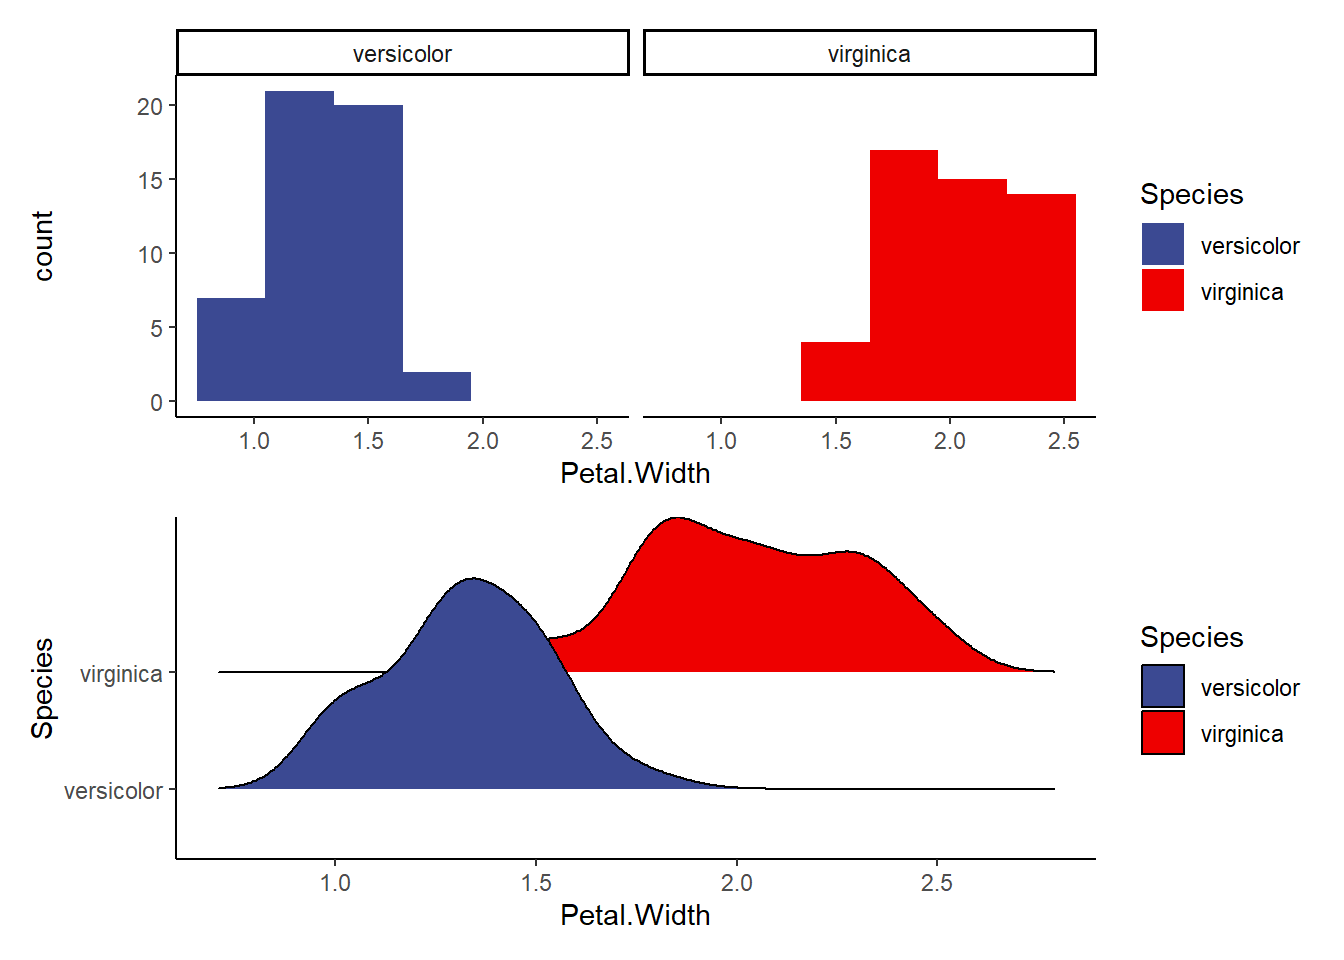 versicolor virginica
20
15
10
5
0
count
1.0 1.5 2.0 2.5 1.0 1.5 2.0 2.5
Petal.Width
Species
versicolor
virginica
virginica
versicolor
Species
1.0 1.5 2.0 2.5
Petal.Width
Species
versicolor
virginica